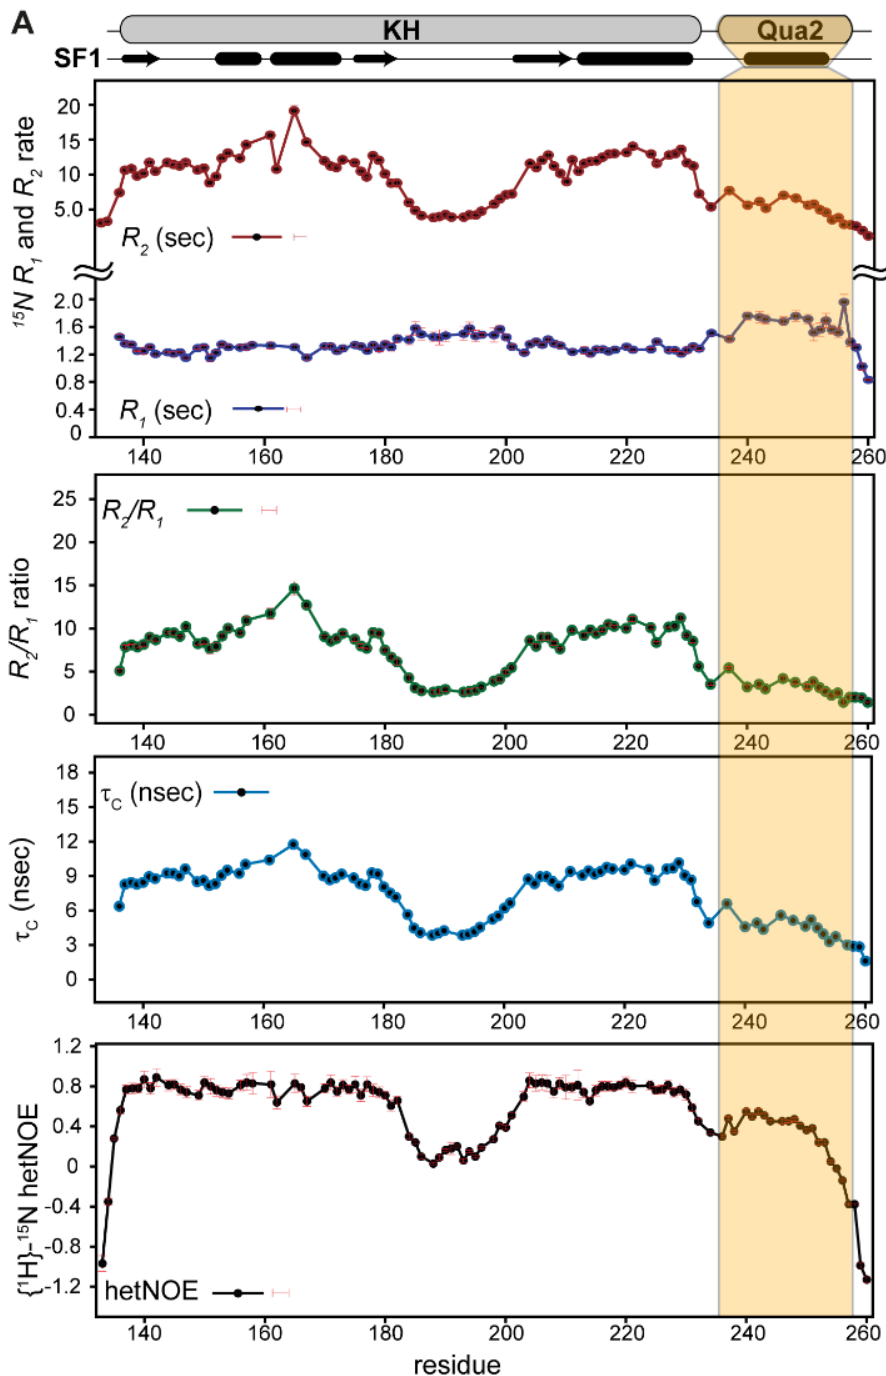 A
KH
Qua2
SF1
¹⁵N R₁ and R₂ rate
20
15
10
5.0
R₂ (sec)
2.0
1.6
1.2
0.8
0.4
0
R₁ (sec)
140 160 180 200 220 240 260
R₂/R₁ ratio
25
20
15
10
5
0
R₂/R₁
140 160 180 200 220 240 260
τC (nsec)
18
15
12
9
6
3
0
τC (nsec)
140 160 180 200 220 240 260
{¹H}-¹⁵N hetNOE
1.2
0.8
0.4
0
-0.4
-0.8
-1.2
hetNOE
140 160 180 200 220 240 260
residue